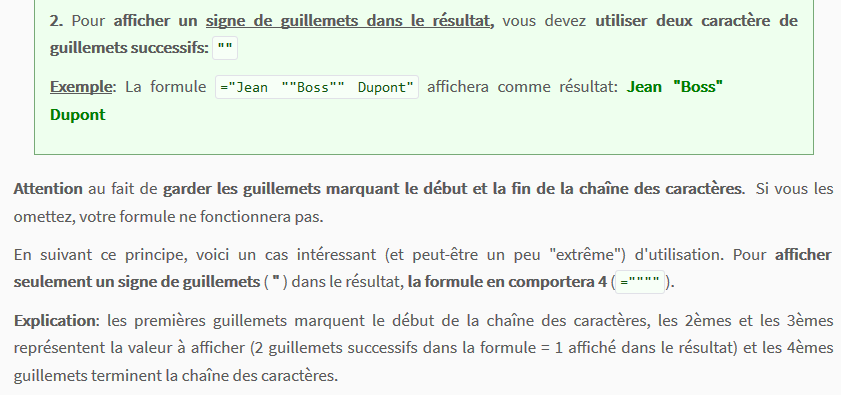 2. Pour afficher un signe de guillemets dans le résultat, vous devez utiliser deux caractère de
guillemets successifs: ""
Exemple: La formule ="Jean ""Boss"" Dupont" affichera comme résultat: Jean "Boss"
Dupont
Attention au fait de garder les guillemets marquant le début et la fin de la chaîne des caractères. Si vous les
omettez, votre formule ne fonctionnera pas.
En suivant ce principe, voici un cas intéressant (et peut-être un peu "extrême") d'utilisation. Pour afficher
seulement un signe de guillemets ( " ) dans le résultat, la formule en comportera 4 ( ="""" ).
Explication: les premières guillemets marquent le début de la chaîne des caractères, les 2èmes et les 3èmes
représentent la valeur à afficher (2 guillemets successifs dans la formule = 1 affiché dans le résultat) et les 4èmes
guillemets terminent la chaîne des caractères.